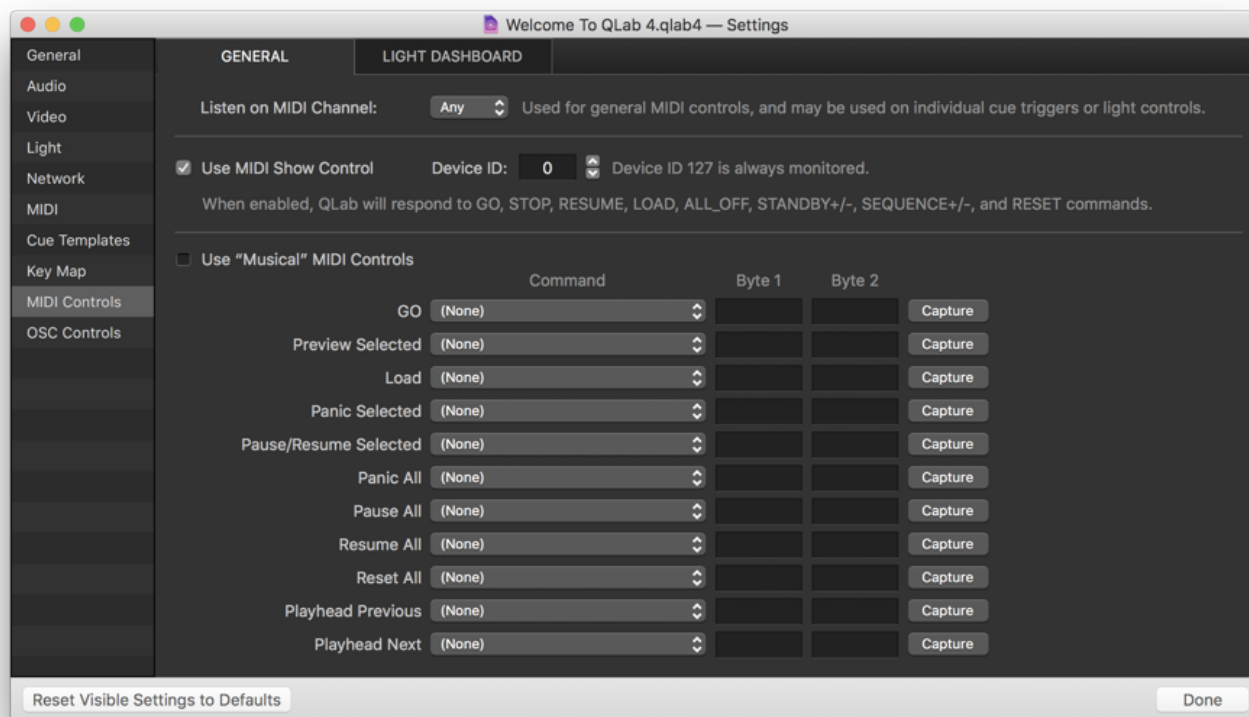 Welcome To QLab 4.qlab4 — Settings
General
Audio
Video
Light
Network
MIDI
Cue Templates
Key Map
MIDI Controls
OSC Controls
GENERAL LIGHT DASHBOARD
Listen on MIDI Channel: Any Used for general MIDI controls, and may be used on individual cue triggers or light controls.
Use MIDI Show Control Device ID: 0 Device ID 127 is always monitored.
When enabled, QLab will respond to GO, STOP, RESUME, LOAD, ALL_OFF, STANDBY+/-, SEQUENCE+/-, and RESET commands.
Use “Musical” MIDI Controls
Command Byte 1 Byte 2
GO (None) Capture
Preview Selected (None) Capture
Load (None) Capture
Panic Selected (None) Capture
Pause/Resume Selected (None) Capture
Panic All (None) Capture
Pause All (None) Capture
Resume All (None) Capture
Reset All (None) Capture
Playhead Previous (None) Capture
Playhead Next (None) Capture
Reset Visible Settings to Defaults Done